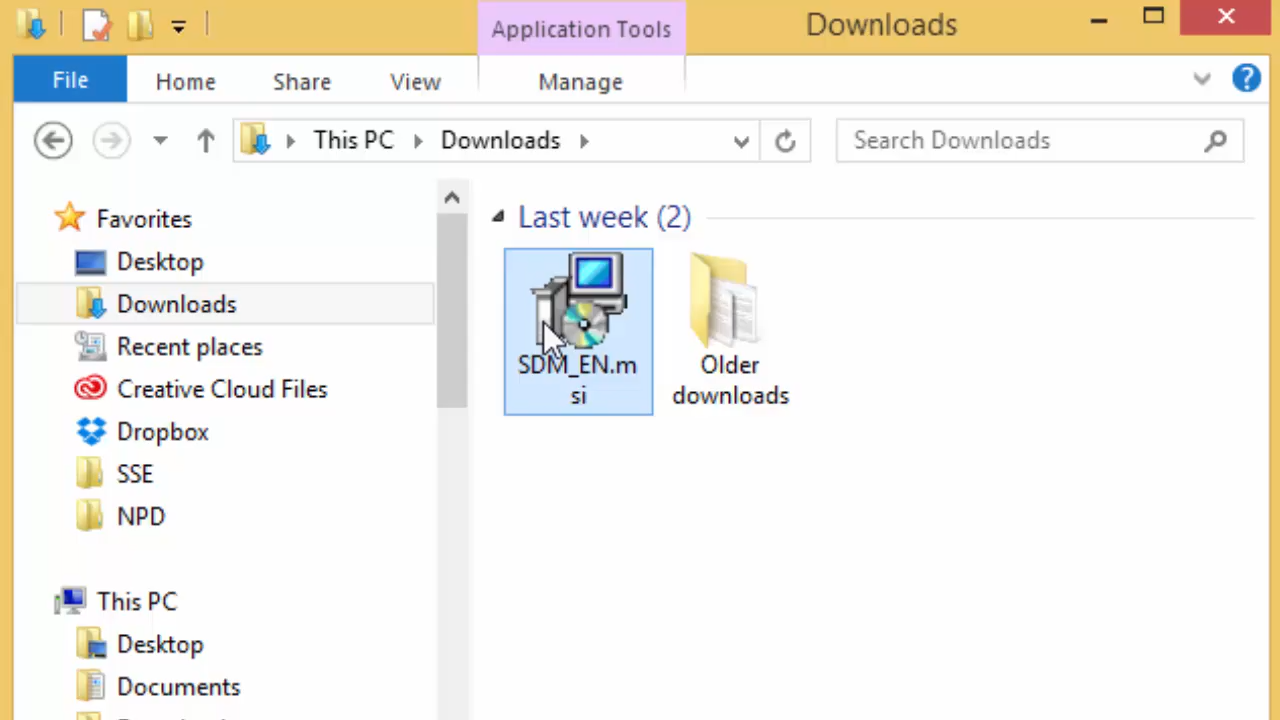 Application Tools
Downloads
File
Home
Share
View
Manage
?
This PC
Downloads
Search Downloads
Favorites
Desktop
Downloads
Recent places
Creative Cloud Files
Dropbox
SSE
NPD
This PC
Desktop
Documents
Last week (2)
SDM_EN.m
si
Older
downloads